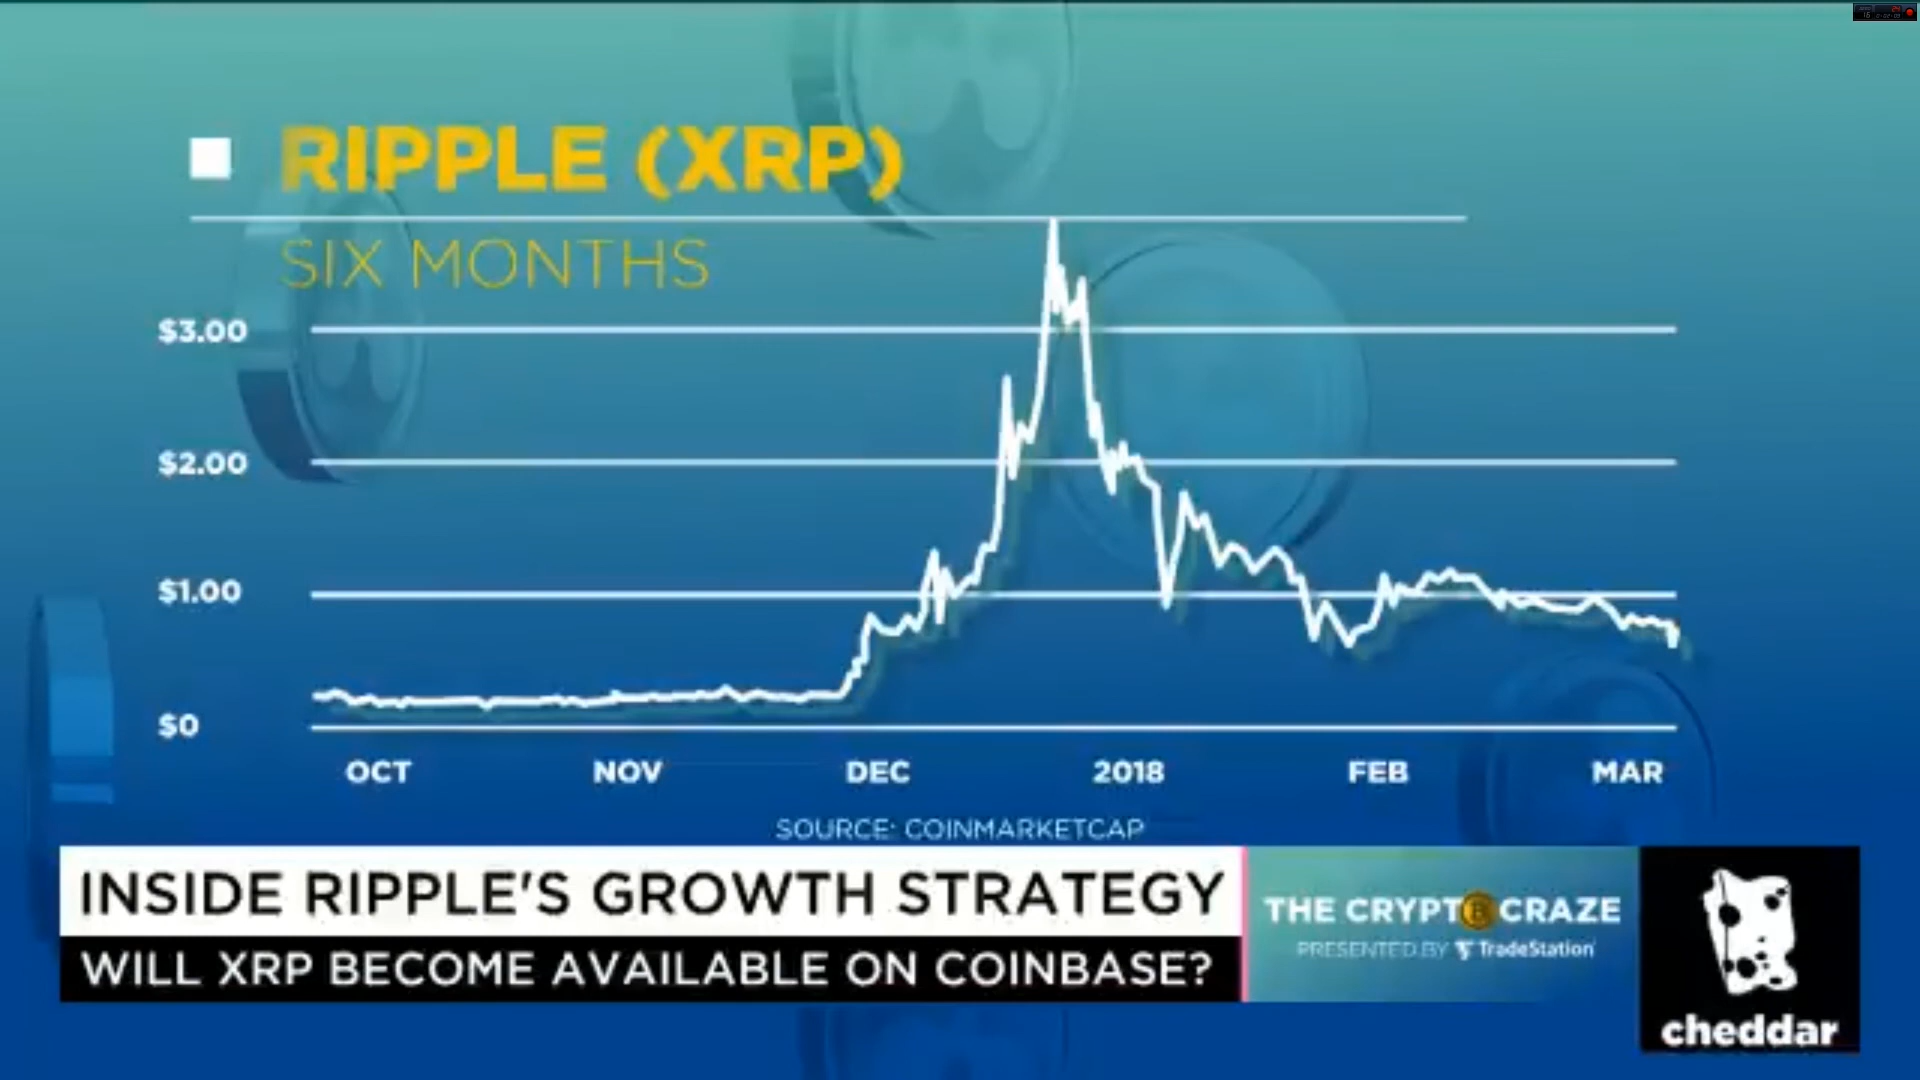 RIPPLE (XRP)
SIX MONTHS
$3.00
$2.00
$1.00
$0
OCT NOV DEC 2018 FEB MAR
SOURCE: COINMARKETCAP
INSIDE RIPPLE'S GROWTH STRATEGY
WILL XRP BECOME AVAILABLE ON COINBASE?
THE CRYPTO CRAZE
PRESENTED BY TradeStation
cheddar